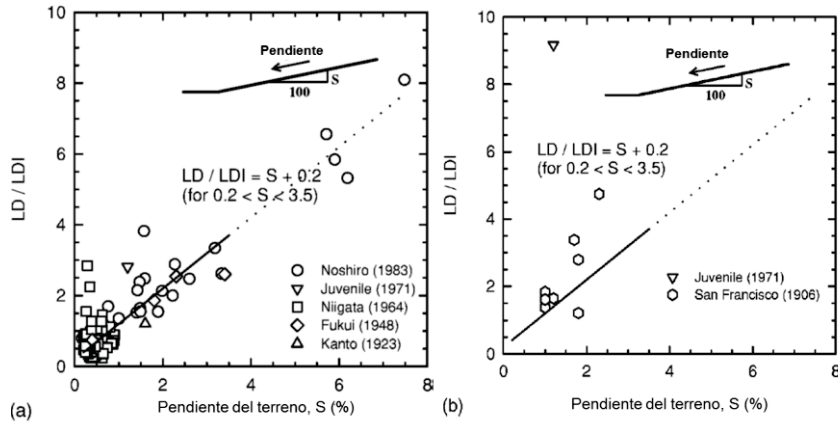 10
8
6
4
2
0
LD / LDI
Pendiente
S
100
LD / LDI = S + 0.2
(for 0.2 < S < 3.5)
Noshiro (1983)
Juvenile (1971)
Niigata (1964)
Fukui (1948)
Kanto (1923)
0 2 4 6 8
(a)
Pendiente del terreno, S (%)
10
8
6
4
2
0
LD / LDI
Pendiente
S
100
LD / LDI = S + 0.2
(for 0.2 < S < 3.5)
Juvenile (1971)
San Francisco (1906)
0 2 4 6 8
(b)
Pendiente del terreno, S (%)